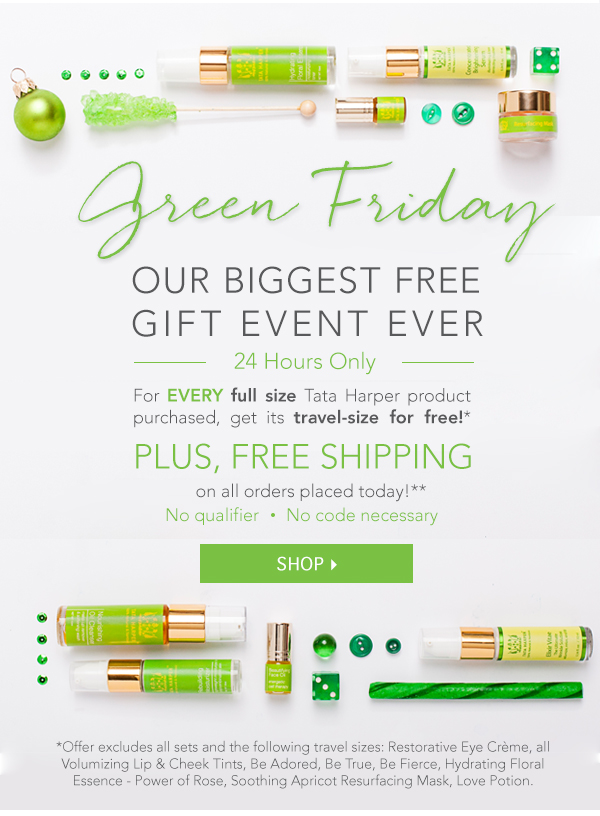 Green Friday
OUR BIGGEST FREE
GIFT EVENT EVER
24 Hours Only
For EVERY full size Tata Harper product
purchased, get its travel-size for free!*
PLUS, FREE SHIPPING
on all orders placed today!**
No qualifier • No code necessary
SHOP
*Offer excludes all sets and the following travel sizes: Restorative Eye Crème, all
Volumizing Lip & Cheek Tints, Be Adored, Be True, Be Fierce, Hydrating Floral
Essence - Power of Rose, Soothing Apricot Resurfacing Mask, Love Potion.